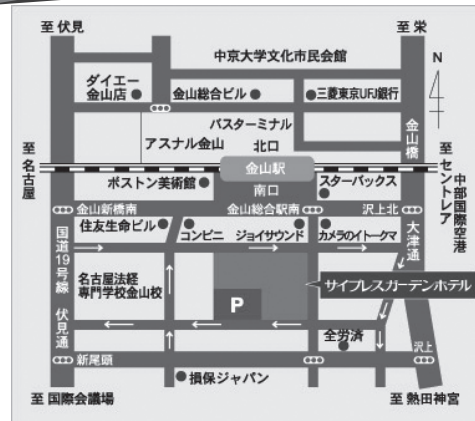 至 伏見
至 栄
中京大学文化市民会館
N
ダイエー
金山店
金山総合ビル
三菱東京UFJ銀行
バスターミナル
アスナル金山
北口
金山橋
至 名古屋
金山駅
至 セントレア
中部国際空港
ボストン美術館
南口
スターバックス
金山新橋南
金山総合駅南
沢上北
住友生命ビル
コンビニ
ジョイサウンド
カメラのイトークマ
国道19号線
大津通
名古屋法経
専門学校金山校
サイプレスガーデンホテル
P
伏見通
全労済
沢上
新尾頭
損保ジャパン
至 国際会議場
至 熱田神宮